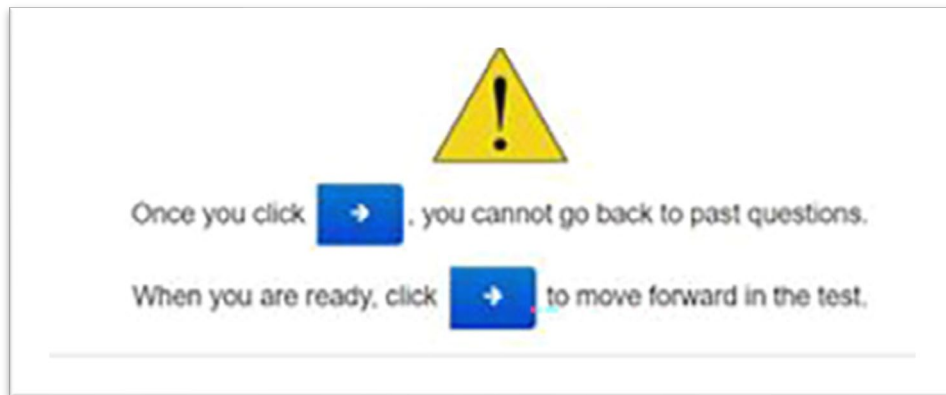 Once you click → , you cannot go back to past questions.
When you are ready, click → to move forward in the test.